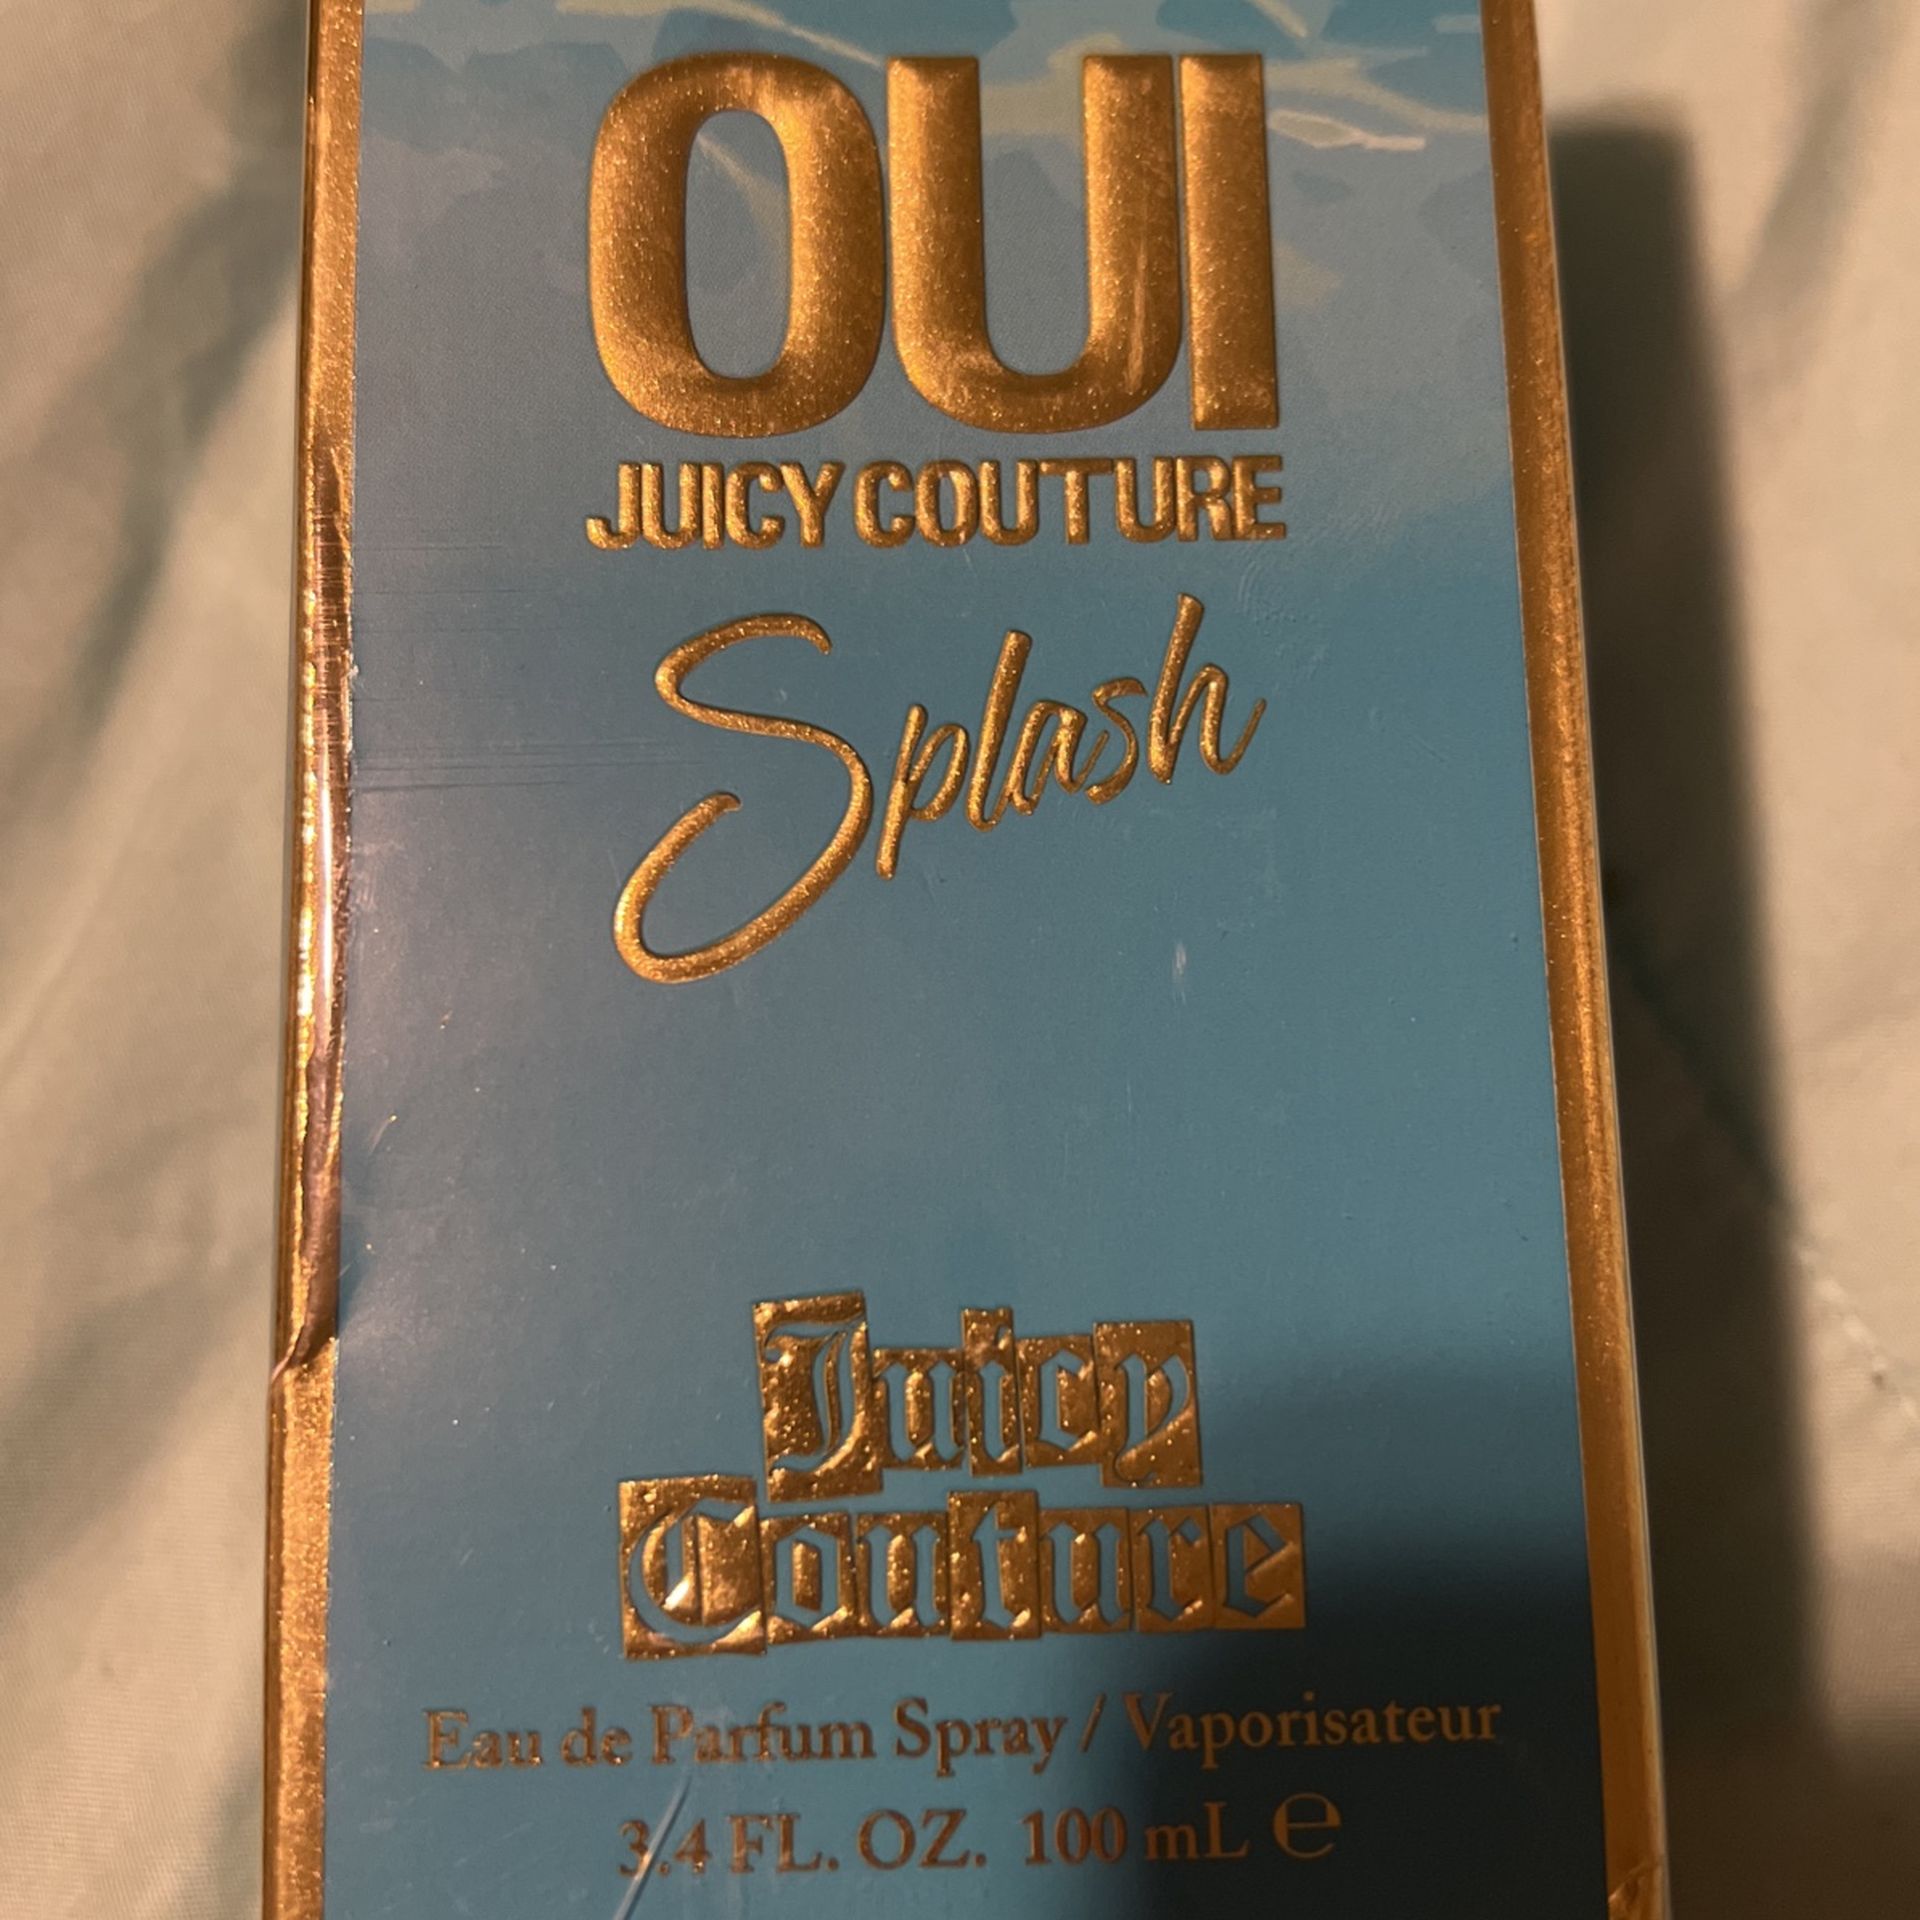 OUI
JUICY COUTURE
Splash
Juicy
Couture
Eau de Parfum Spray / Vaporisateur
3.4 FL. OZ. 100 mL ℮